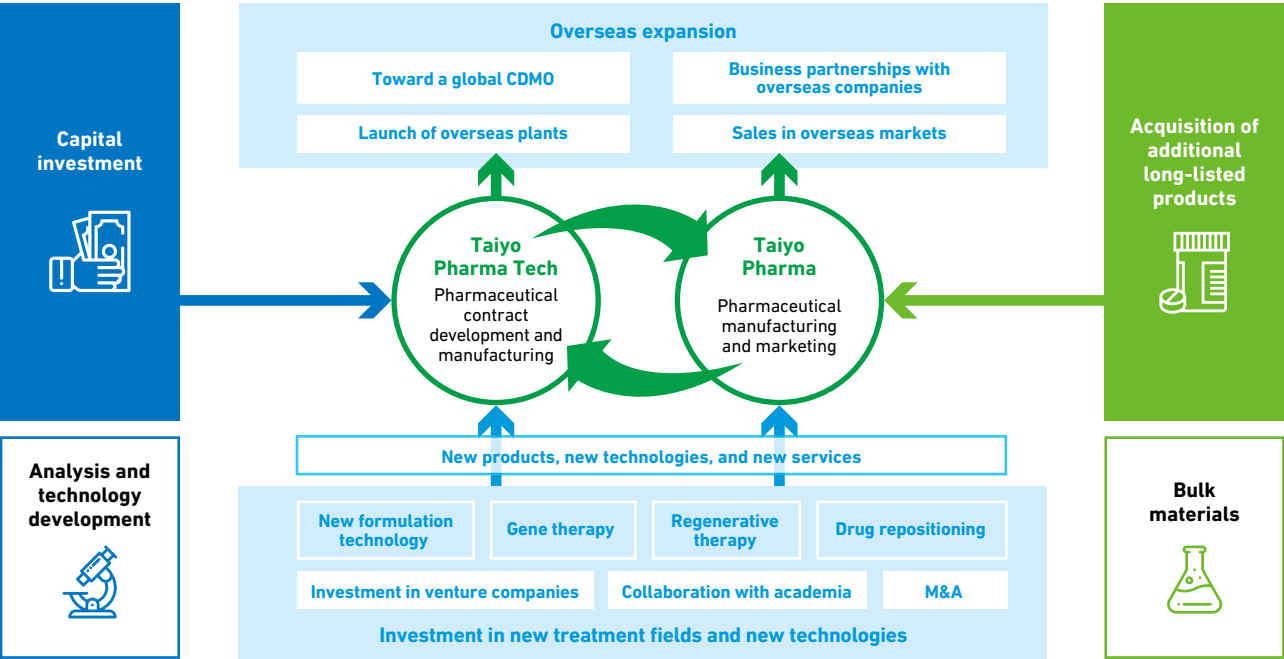 Overseas expansion
Toward a global CDMO
Business partnerships with
overseas companies
Launch of overseas plants
Sales in overseas markets
Capital
investment
Acquisition of
additional
long-listed
products
Taiyo
Pharma Tech
Pharmaceutical
contract
development and
manufacturing
Taiyo
Pharma
Pharmaceutical
manufacturing
and marketing
Analysis and
technology
development
Bulk
materials
New products, new technologies, and new services
New formulation
technology
Gene therapy
Regenerative
therapy
Drug repositioning
Investment in venture companies
Collaboration with academia
M&A
Investment in new treatment fields and new technologies